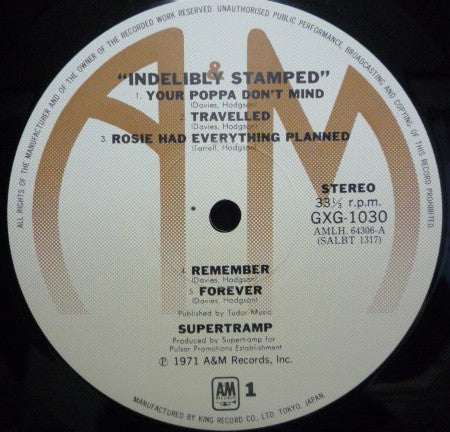 ALL RIGHTS OF THE MANUFACTURER AND OF THE OWNER OF THE RECORDED WORK RESERVED. UNAUTHORISED PUBLIC PERFORMANCE, BROADCASTING AND COPYING OF THIS RECORD PROHIBITED.
A&M
"INDELIBLY STAMPED"
1. YOUR POPPA DON'T MIND
(Davies, Hodgson)
2. TRAVELLED
(Davies, Hodgson)
3. ROSIE HAD EVERYTHING PLANNED
(Farrell, Hodgson)
STEREO
33⅓ r.p.m.
GXG-1030
AMLH. 64306-A
(SALBT 1317)
4. REMEMBER
(Davies, Hodgson)
5. FOREVER
(Davies, Hodgson)
Published by Tudor Music
SUPERTRAMP
Produced by Supertramp for
Pulsar Promotions Establishment
℗ 1971 A&M Records, Inc.
A&M
1
MANUFACTURED BY KING RECORD CO. LTD. TOKYO, JAPAN.